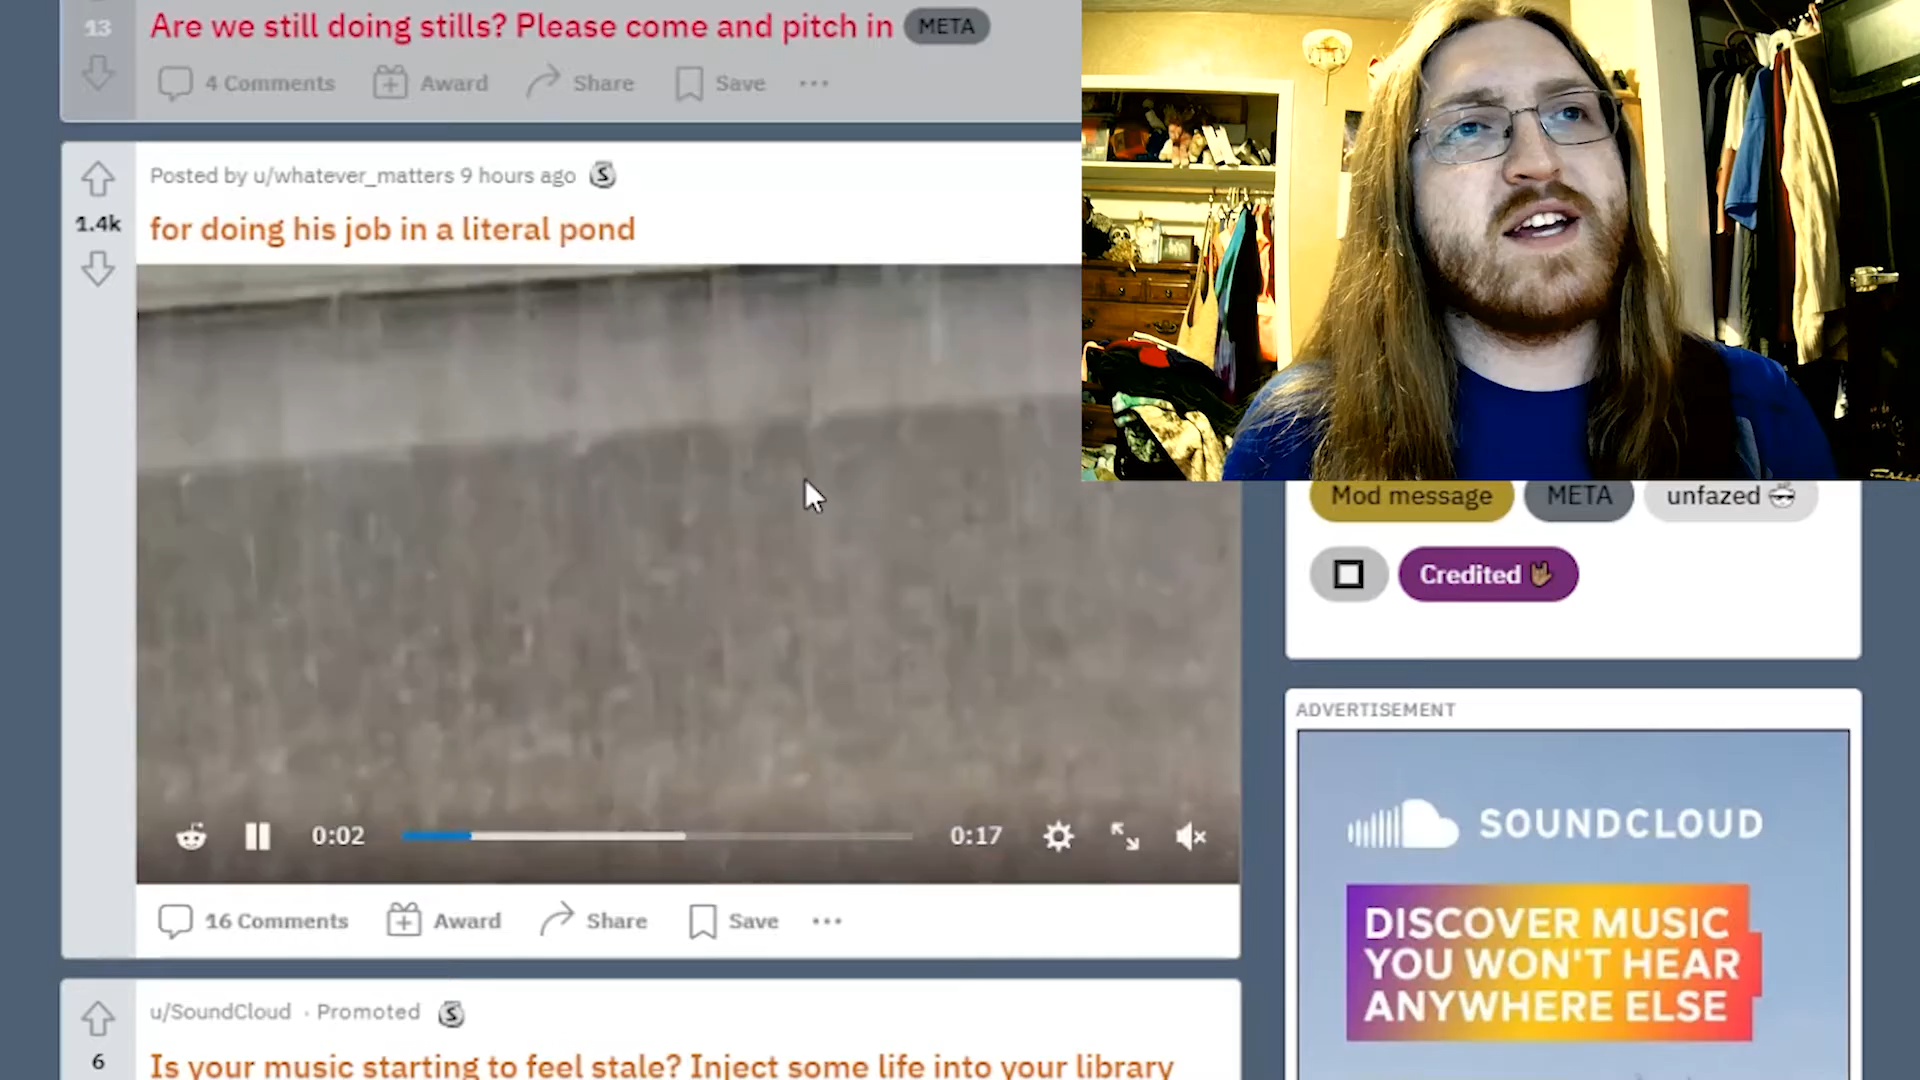 13
Are we still doing stills? Please come and pitch in META
4 Comments Award Share Save
Posted by u/whatever_matters 9 hours ago
1.4k
for doing his job in a literal pond
0:02 0:17
16 Comments Award Share Save
u/SoundCloud · Promoted
6
Is your music starting to feel stale? Inject some life into your library
Mod message META unfazed
Credited
ADVERTISEMENT
SOUNDCLOUD
DISCOVER MUSIC
YOU WON'T HEAR
ANYWHERE ELSE